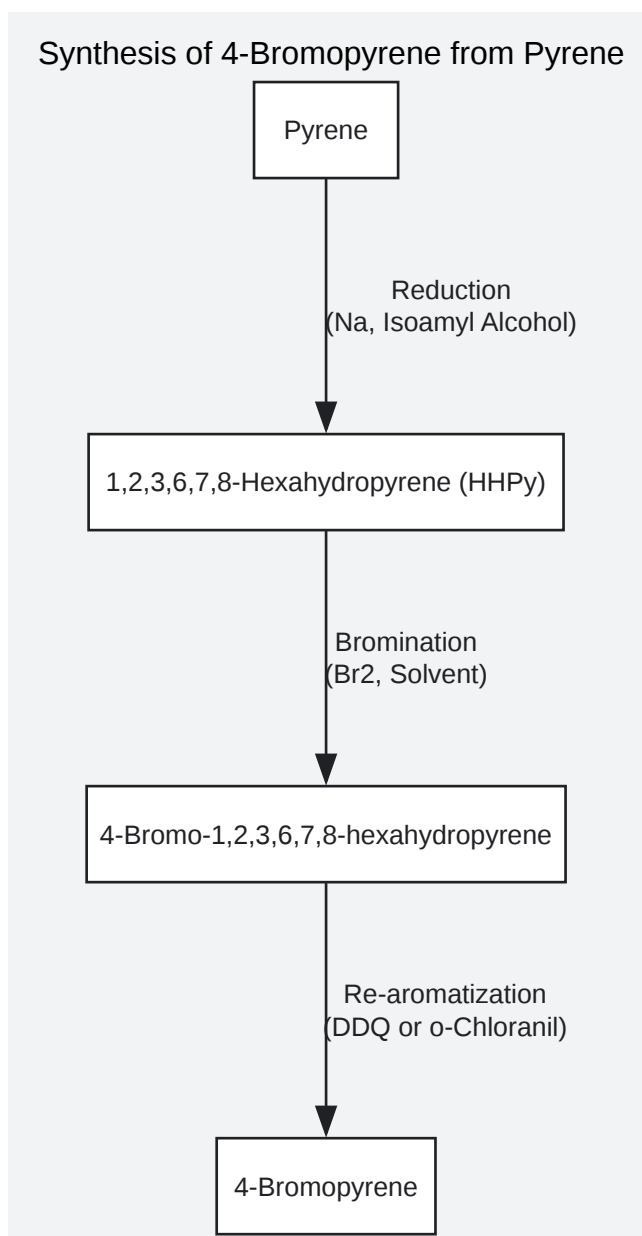 Synthesis of 4-Bromopyrene from Pyrene
Pyrene
Reduction
(Na, Isoamyl Alcohol)
1,2,3,6,7,8-Hexahydropyrene (HHPy)
Bromination
(Br2, Solvent)
4-Bromo-1,2,3,6,7,8-hexahydropyrene
Re-aromatization
(DDQ or o-Chloranil)
4-Bromopyrene